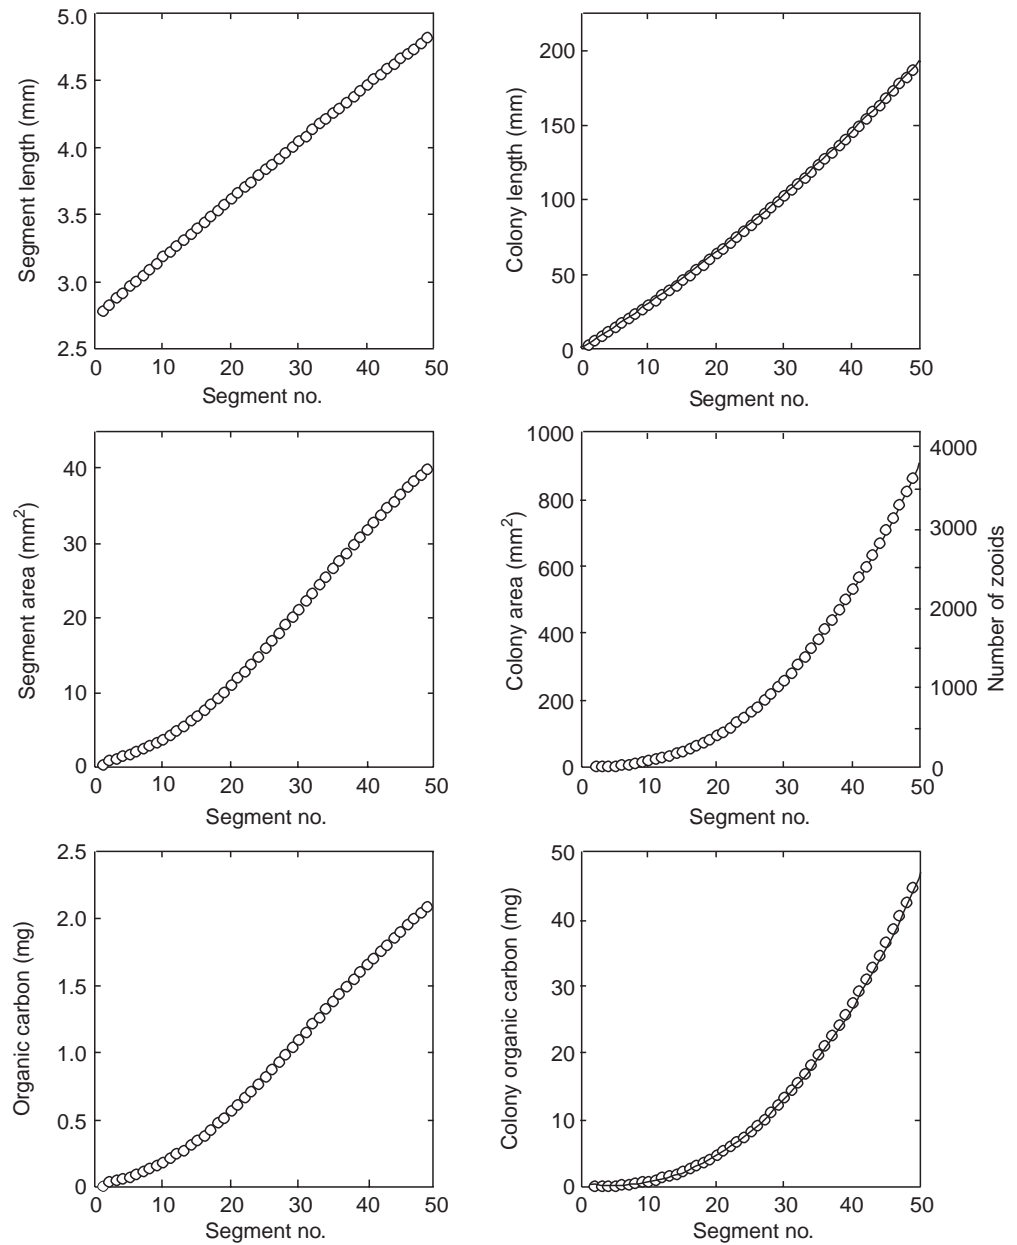 5.0
4.5
4.0
3.5
3.0
2.5
Segment length (mm)
0 10 20 30 40 50
Segment no.
200
150
100
50
0
Colony length (mm)
0 10 20 30 40 50
Segment no.
40
30
20
10
0
Segment area (mm²)
0 10 20 30 40 50
Segment no.
1000
800
600
400
200
0
Colony area (mm²)
4000
3000
2000
1000
0
Number of zooids
0 10 20 30 40 50
Segment no.
2.5
2.0
1.5
1.0
0.5
0
Organic carbon (mg)
0 10 20 30 40 50
Segment no.
50
40
30
20
10
0
Colony organic carbon (mg)
0 10 20 30 40 50
Segment no.